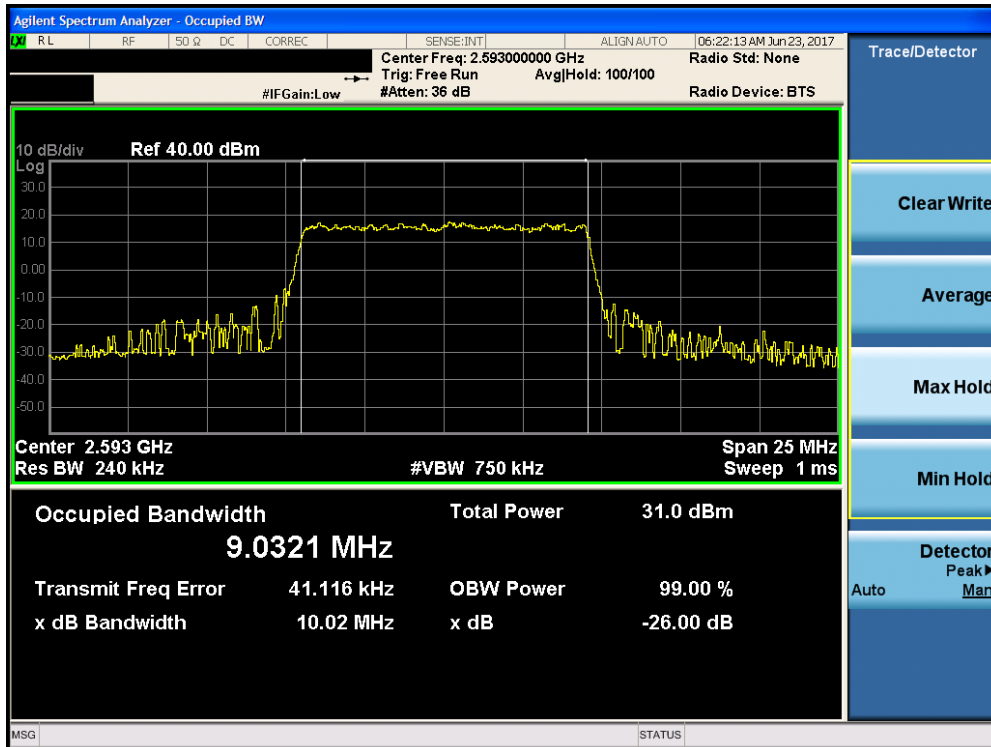 Agilent Spectrum Analyzer - Occupied BW
LXI RL RF 50 Ω DC CORREC SENSE:INT ALIGN AUTO 06:22:13 AM Jun 23, 2017
Center Freq: 2.593000000 GHz Radio Std: None
Trig: Free Run Avg|Hold: 100/100
#IFGain:Low #Atten: 36 dB Radio Device: BTS
Trace/Detector
10 dB/div Ref 40.00 dBm
Log
30.0
20.0
10.0
0.00
-10.0
-20.0
-30.0
-40.0
-50.0
Center 2.593 GHz Span 25 MHz
Res BW 240 kHz #VBW 750 kHz Sweep 1 ms
Occupied Bandwidth Total Power 31.0 dBm
9.0321 MHz
Transmit Freq Error 41.116 kHz OBW Power 99.00 %
x dB Bandwidth 10.02 MHz x dB -26.00 dB
Clear Write
Average
Max Hold
Min Hold
Detector
Peak▶
Auto Man
MSG STATUS